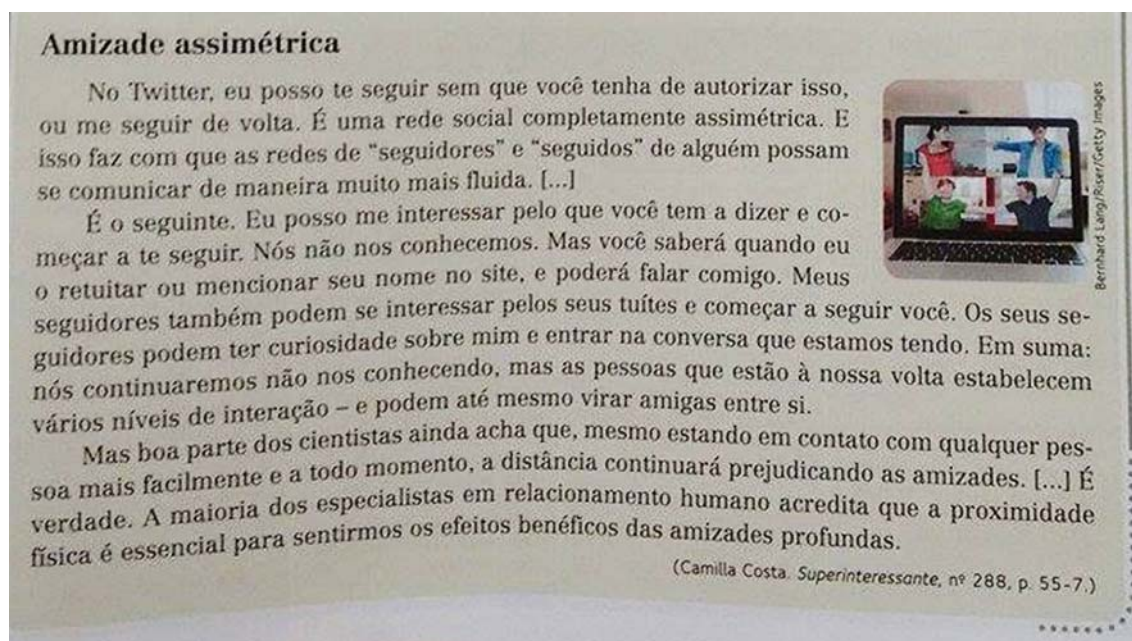 Amizade assimétrica
No Twitter, eu posso te seguir sem que você tenha de autorizar isso,
ou me seguir de volta. É uma rede social completamente assimétrica. E
isso faz com que as redes de “seguidores” e “seguidos” de alguém possam
se comunicar de maneira muito mais fluida. [...]
É o seguinte. Eu posso me interessar pelo que você tem a dizer e co-
meçar a te seguir. Nós não nos conhecemos. Mas você saberá quando eu
o retuitar ou mencionar seu nome no site, e poderá falar comigo. Meus
seguidores também podem se interessar pelos seus tuítes e começar a seguir você. Os seus se-
guidores podem ter curiosidade sobre mim e entrar na conversa que estamos tendo. Em suma:
nós continuaremos não nos conhecendo, mas as pessoas que estão à nossa volta estabelecem
vários níveis de interação – e podem até mesmo virar amigas entre si.
Mas boa parte dos cientistas ainda acha que, mesmo estando em contato com qualquer pes-
soa mais facilmente e a todo momento, a distância continuará prejudicando as amizades. [...] É
verdade. A maioria dos especialistas em relacionamento humano acredita que a proximidade
física é essencial para sentirmos os efeitos benéficos das amizades profundas.
(Camilla Costa. Superinteressante, nº 288, p. 55-7.)
Bernhard Lang/Riser/Getty Images